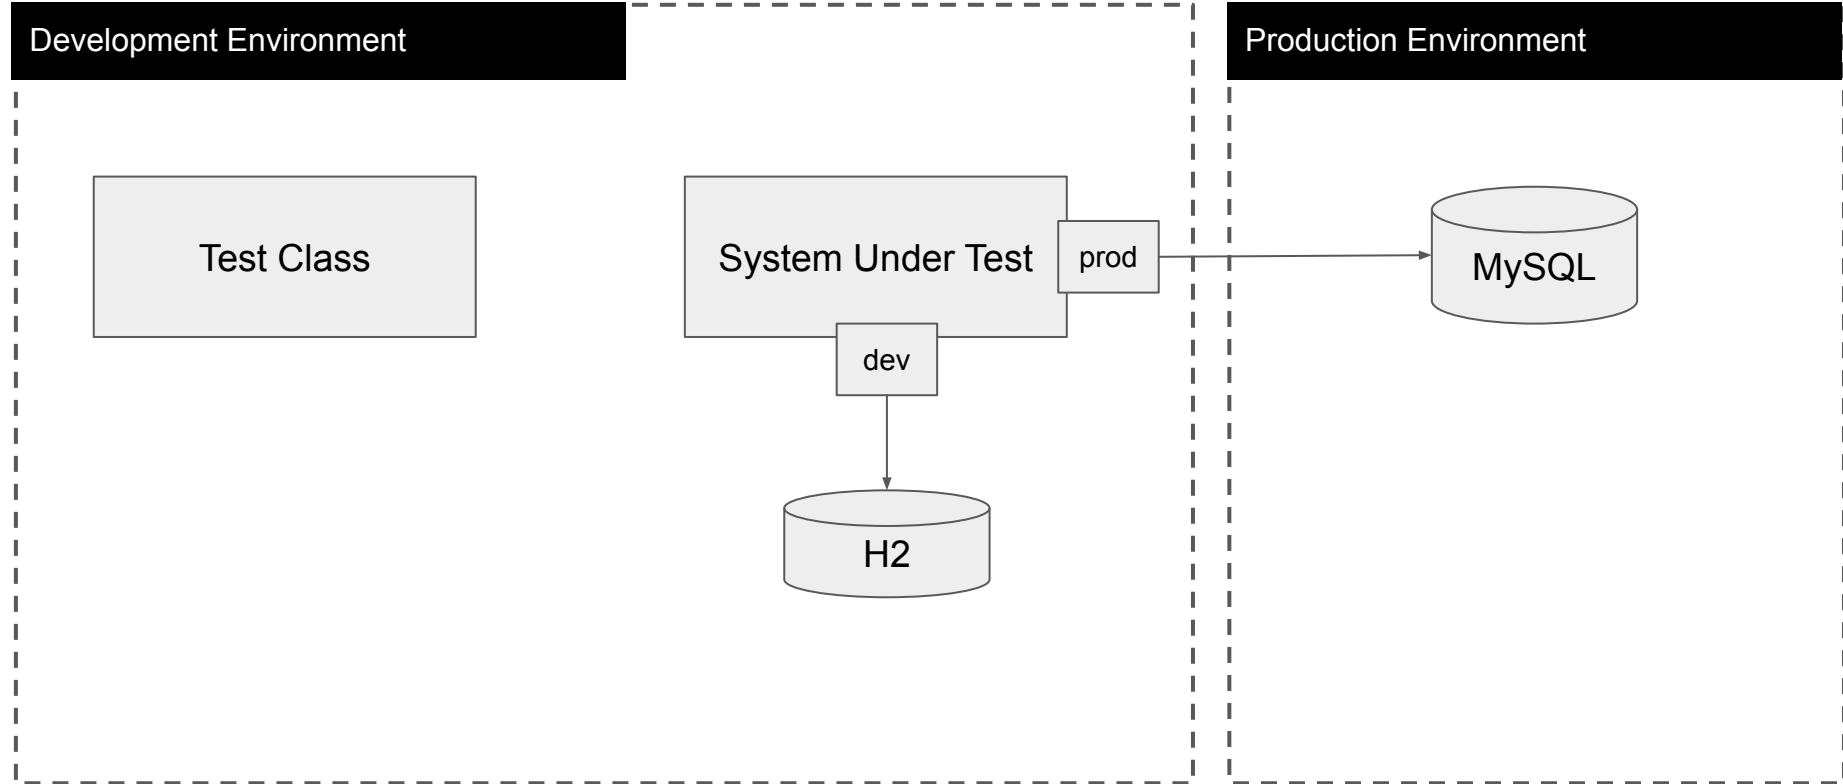 Development Environment
Production Environment
Test Class
System Under Test
prod
MySQL
dev
H2